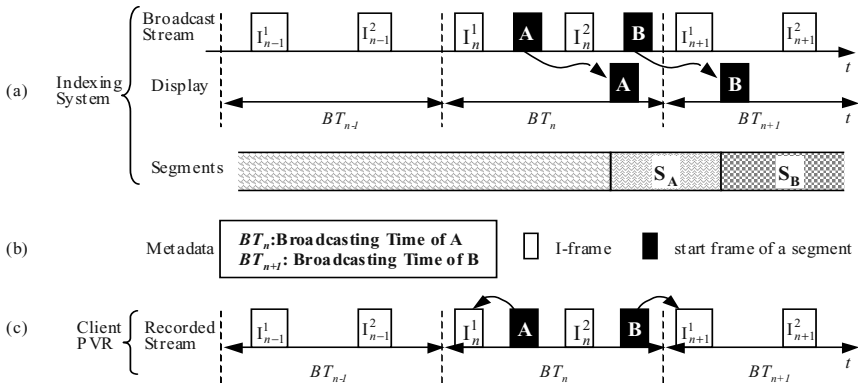 Broadcast Stream
I¹ₙ₋₁ I²ₙ₋₁ I¹ₙ A I²ₙ B I¹ₙ₊₁ I²ₙ₊₁
t
(a) Indexing System
Display
A B
BTₙ₋₁ BTₙ BTₙ₊₁ t
Segments
S_A S_B
(b) Metadata
BTₙ:Broadcasting Time of A
BTₙ₊₁: Broadcasting Time of B
I-frame
start frame of a segment
(c) Client PVR
Recorded Stream
I¹ₙ₋₁ I²ₙ₋₁ I¹ₙ A I²ₙ B I¹ₙ₊₁ I²ₙ₊₁
BTₙ₋₁ BTₙ BTₙ₊₁ t